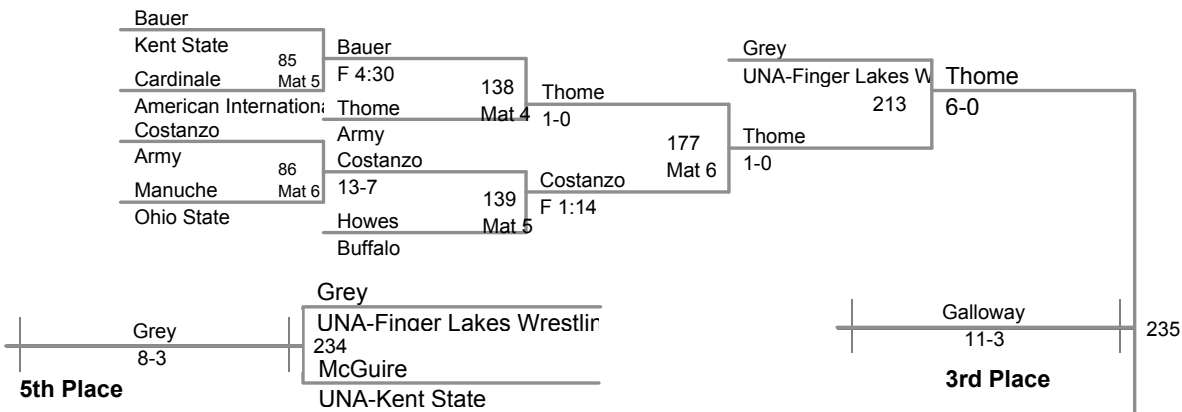 Bauer
Kent State
85
Mat 5
Cardinale
American Internationa
Costanzo
Army
86
Mat 6
Manuche
Ohio State
Bauer
F 4:30
138
Mat 4
Thome
Army
Costanzo
13-7
139
Mat 5
Howes
Buffalo
Thome
1-0
177
Mat 6
Costanzo
F 1:14
Grey
UNA-Finger Lakes W
213
Thome
1-0
Thome
6-0
Grey
8-3
5th Place
Grey
UNA-Finger Lakes Wrestlin
234
McGuire
UNA-Kent State
Galloway
11-3
3rd Place
235